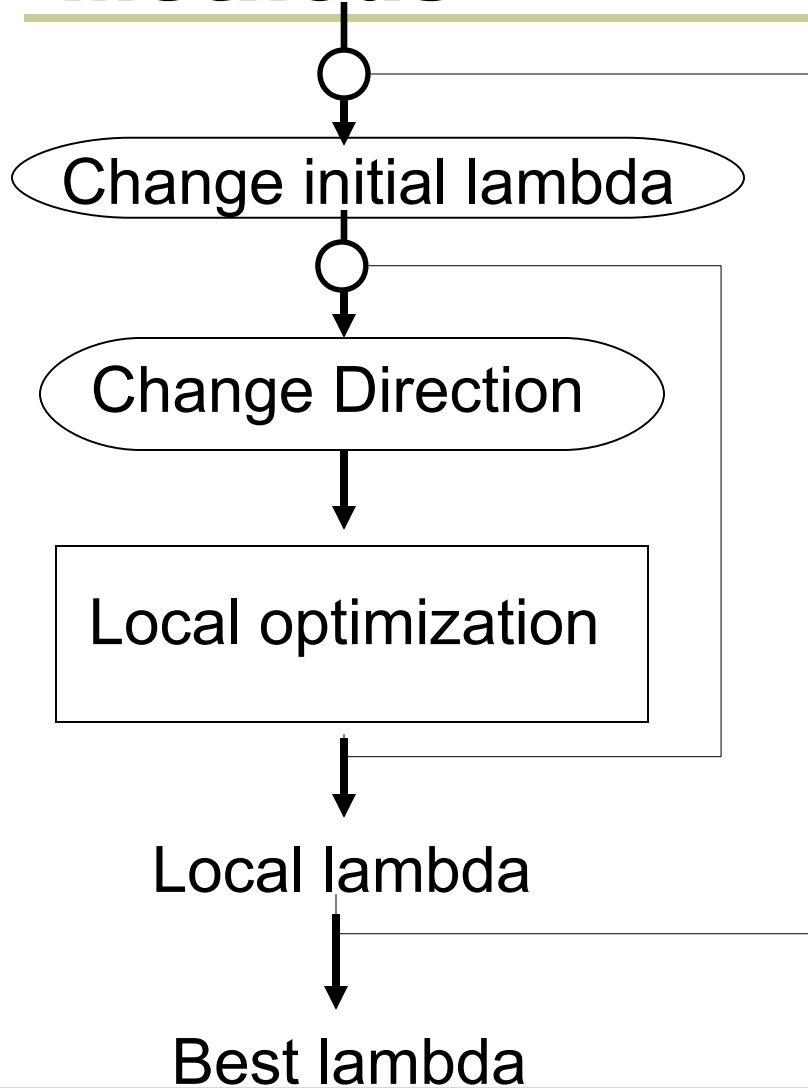 Change initial lambda
Change Direction
Local optimization
Local lambda
Best lambda